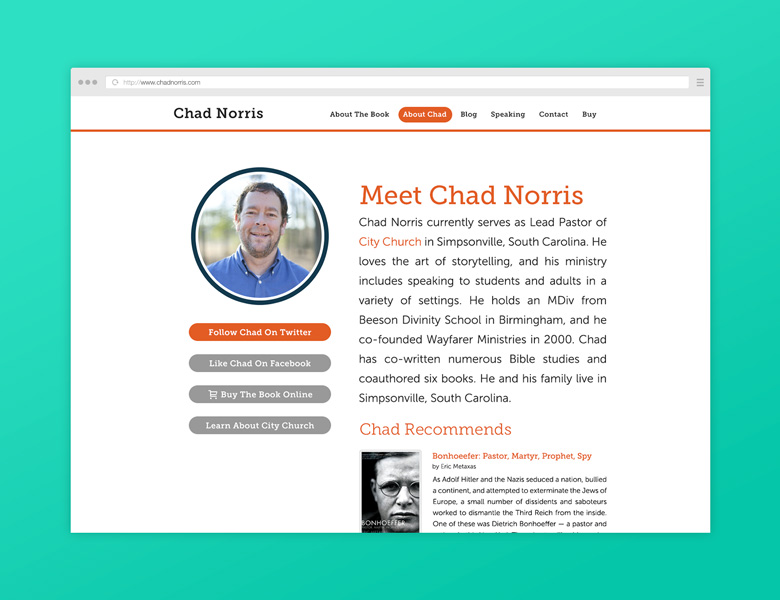 http://www.chadnorris.com
Chad Norris
About The Book
About Chad
Blog
Speaking
Contact
Buy
Follow Chad On Twitter
Like Chad On Facebook
Buy The Book Online
Learn About City Church
Meet Chad Norris
Chad Norris currently serves as Lead Pastor of
City Church in Simpsonville, South Carolina. He
loves the art of storytelling, and his ministry
includes speaking to students and adults in a
variety of settings. He holds an MDiv from
Beeson Divinity School in Birmingham, and he
co-founded Wayfarer Ministries in 2000. Chad
has co-written numerous Bible studies and
coauthored six books. He and his family live in
Simpsonville, South Carolina.
Chad Recommends
BONHOEFFER
Bonhoeefer: Pastor, Martyr, Prophet, Spy
by Eric Metaxas
As Adolf Hitler and the Nazis seduced a nation, bullied
a continent, and attempted to exterminate the Jews of
Europe, a small number of dissidents and saboteurs
worked to dismantle the Third Reich from the inside.
One of these was Dietrich Bonhoeffer — a pastor and